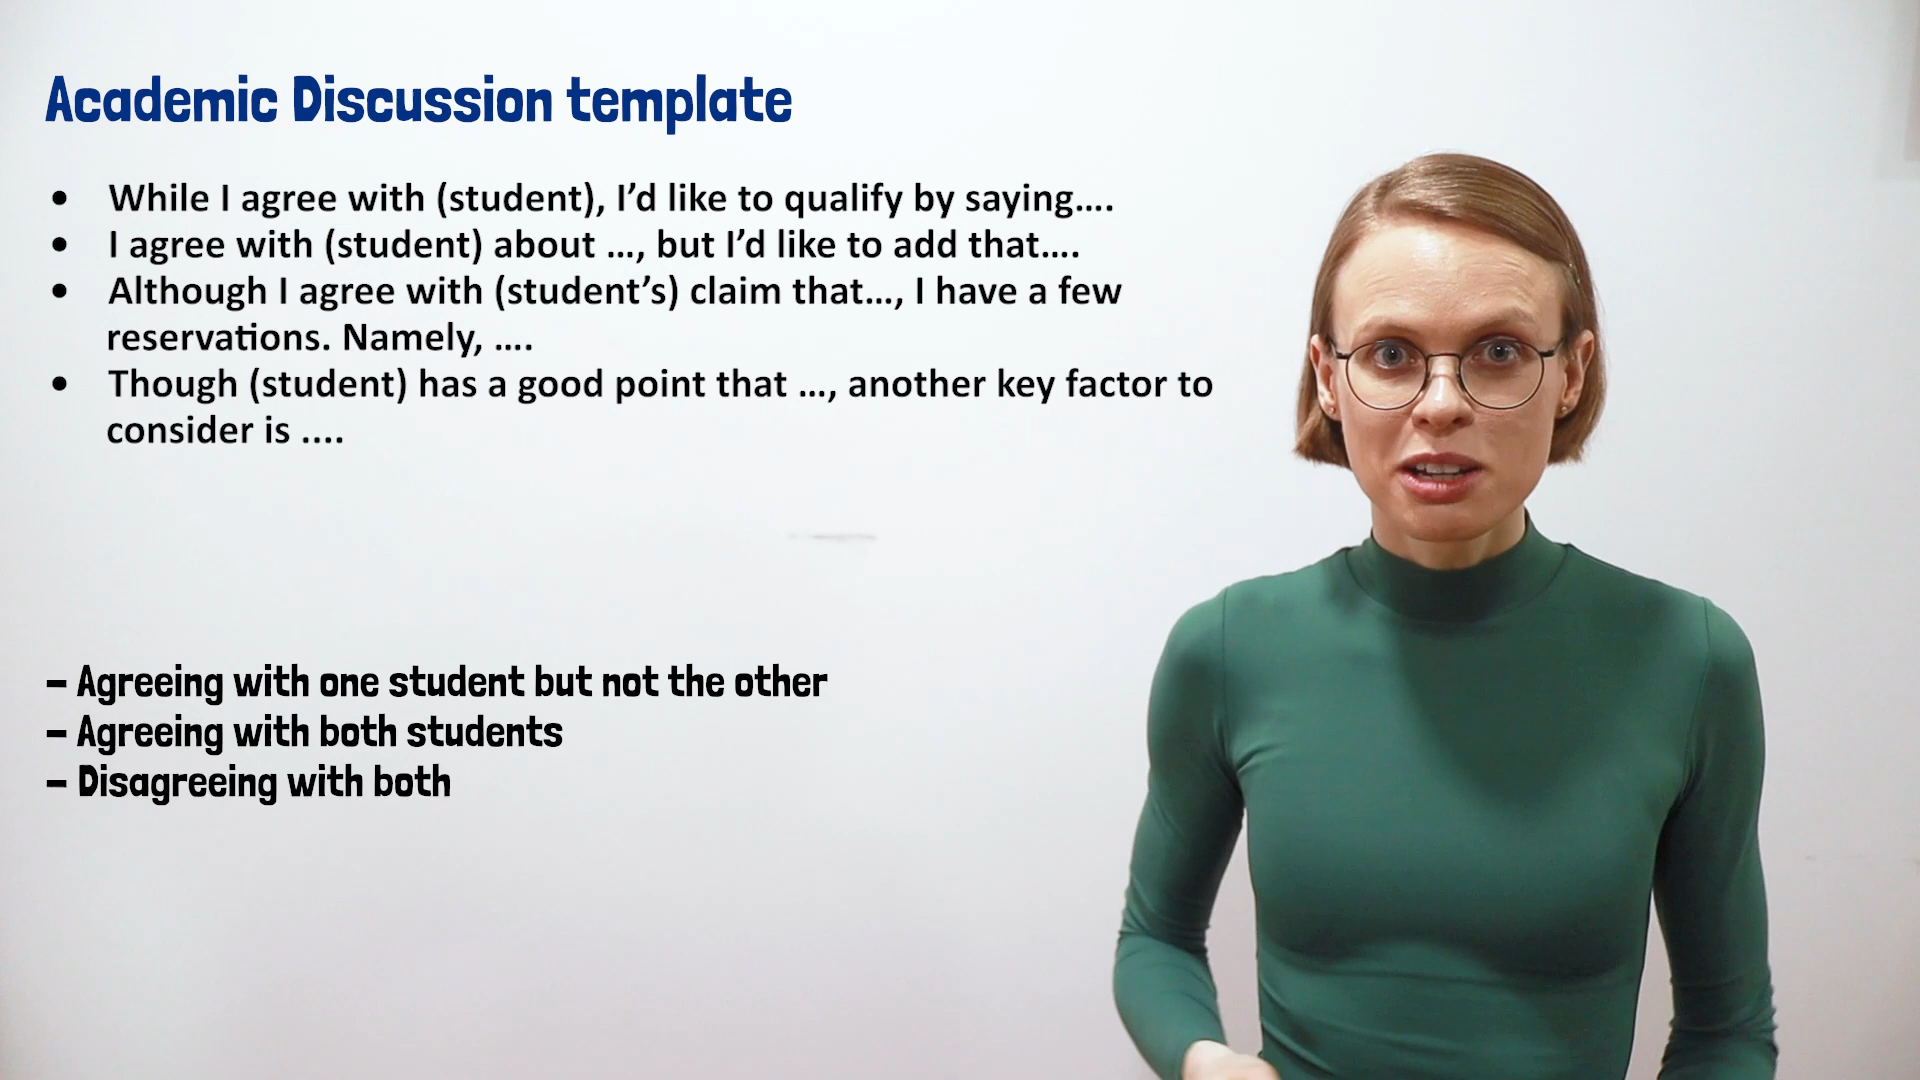 Academic Discussion template
• While I agree with (student), I’d like to qualify by saying….
• I agree with (student) about …, but I’d like to add that….
• Although I agree with (student’s) claim that…, I have a few
reservations. Namely, ….
• Though (student) has a good point that …, another key factor to
consider is ....
– Agreeing with one student but not the other
– Agreeing with both students
– Disagreeing with both